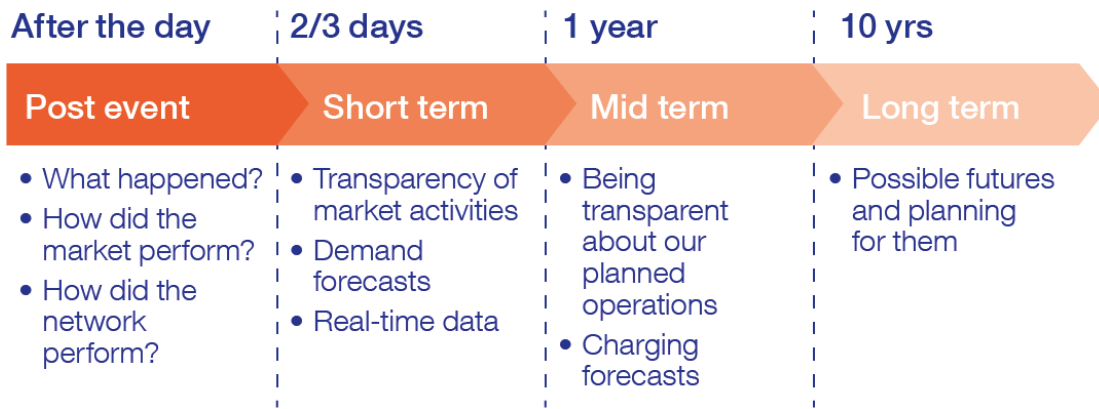 After the day
2/3 days
1 year
10 yrs
Post event
Short term
Mid term
Long term
• What happened?
• How did the
market perform?
• How did the
network
perform?
• Transparency of
market activities
• Demand
forecasts
• Real-time data
• Being
transparent
about our
planned
operations
• Charging
forecasts
• Possible futures
and planning
for them